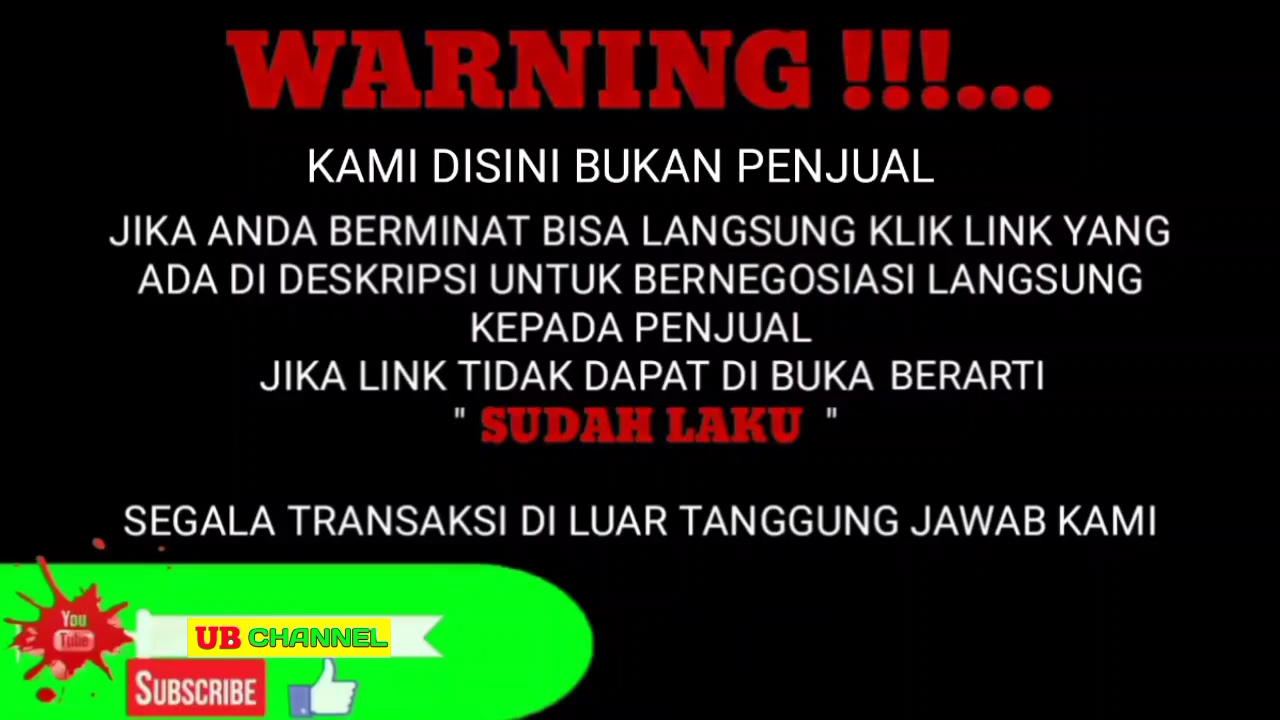 WARNING !!!...
KAMI DISINI BUKAN PENJUAL
JIKA ANDA BERMINAT BISA LANGSUNG KLIK LINK YANG
ADA DI DESKRIPSI UNTUK BERNEGOSIASI LANGSUNG
KEPADA PENJUAL
JIKA LINK TIDAK DAPAT DI BUKA BERARTI
" SUDAH LAKU "
SEGALA TRANSAKSI DI LUAR TANGGUNG JAWAB KAMI
You
Tube
UB CHANNEL
SUBSCRIBE